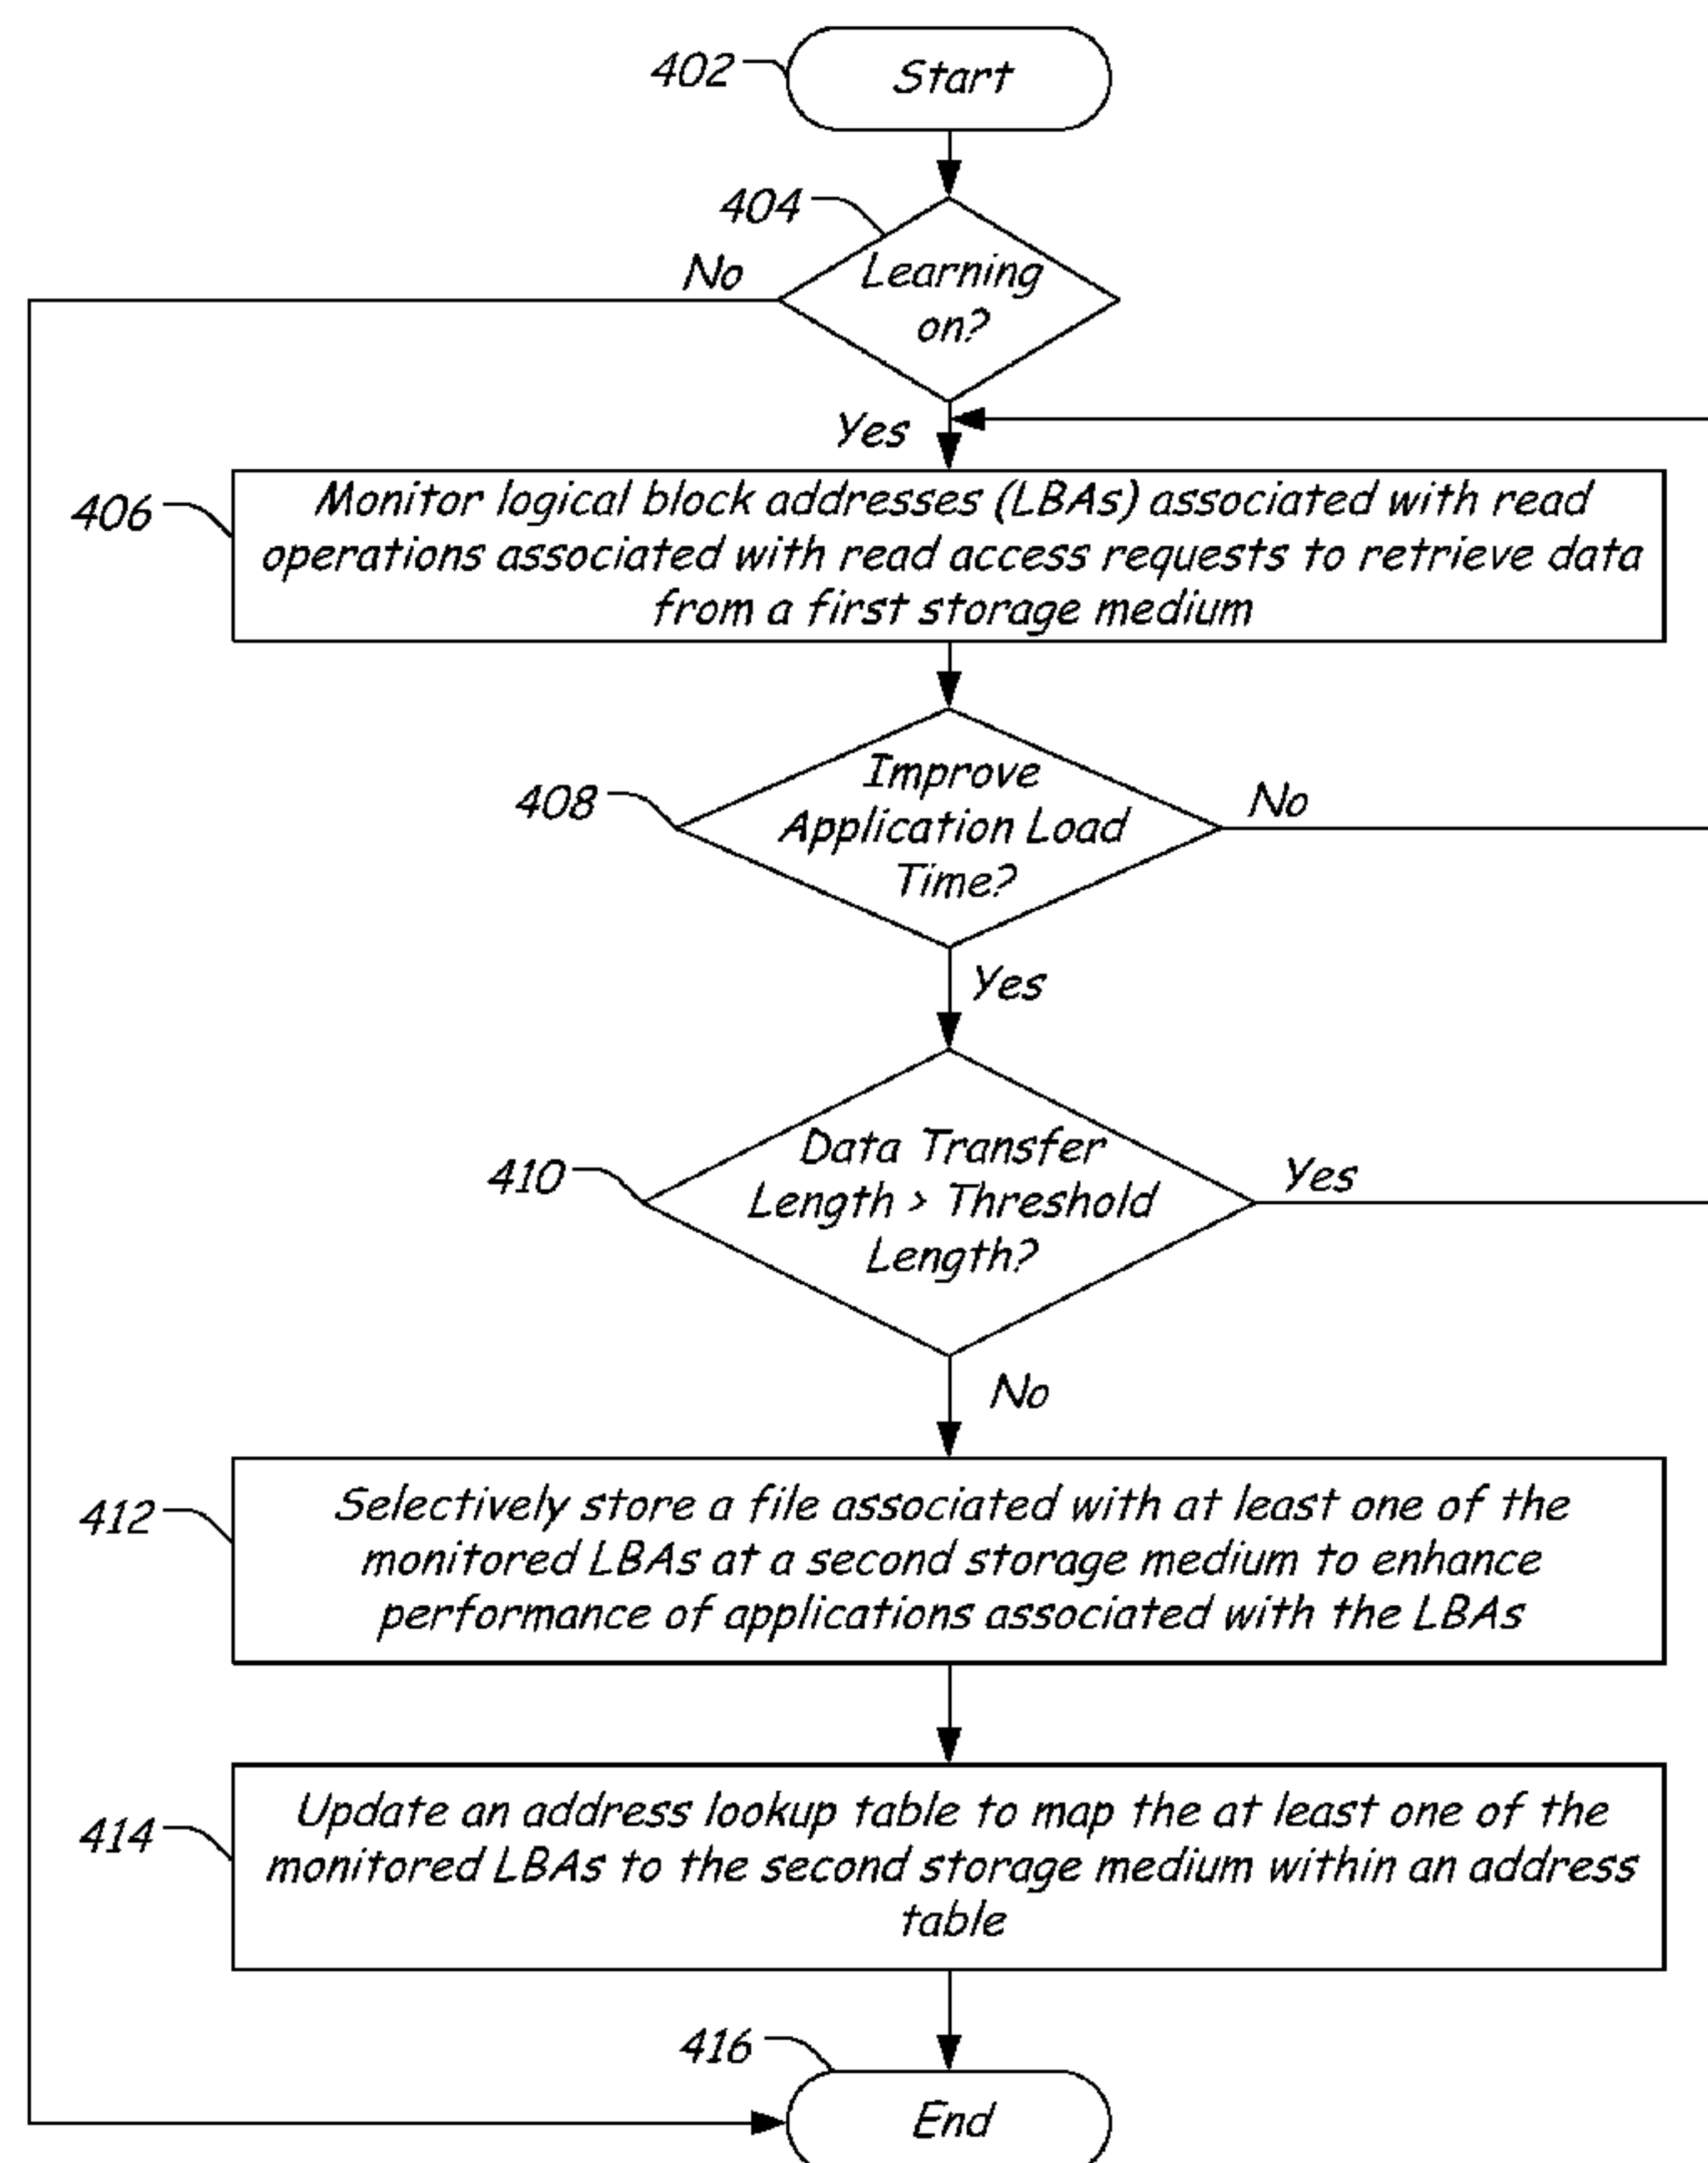 402
Start
404
No
Learning
on?
Yes
406
Monitor logical block addresses (LBAs) associated with read
operations associated with read access requests to retrieve data
from a first storage medium
408
Improve
Application Load
Time?
No
Yes
410
Data Transfer
Length > Threshold
Length?
Yes
No
412
Selectively store a file associated with at least one of the
monitored LBAs at a second storage medium to enhance
performance of applications associated with the LBAs
414
Update an address lookup table to map the at least one of the
monitored LBAs to the second storage medium within an address
table
416
End